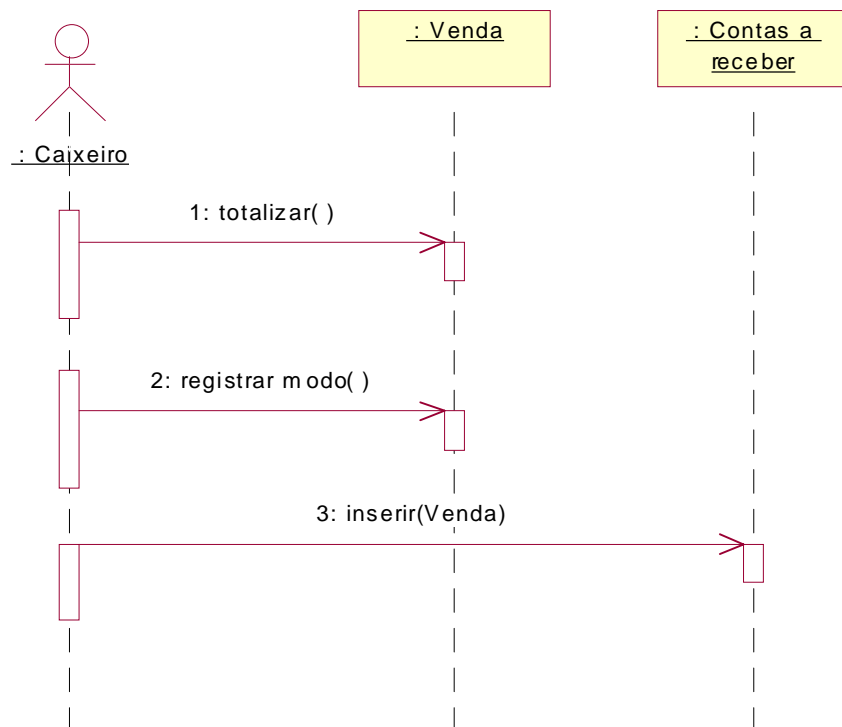 : Venda
: Contas a
receber
: Caixeiro
1: totalizar( )
2: registrar modo( )
3: inserir(Venda)